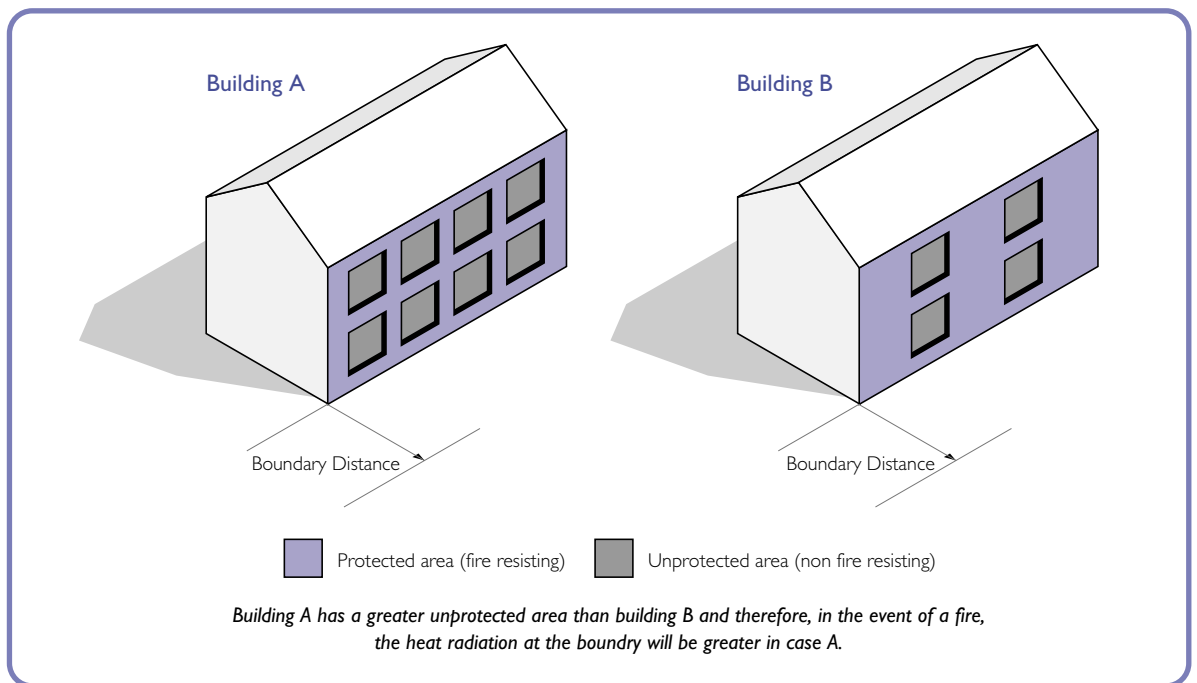 Building A
Building B
Boundary Distance
Boundary Distance
Protected area (fire resisting)
Unprotected area (non fire resisting)
Building A has a greater unprotected area than building B and therefore, in the event of a fire,
the heat radiation at the boundry will be greater in case A.